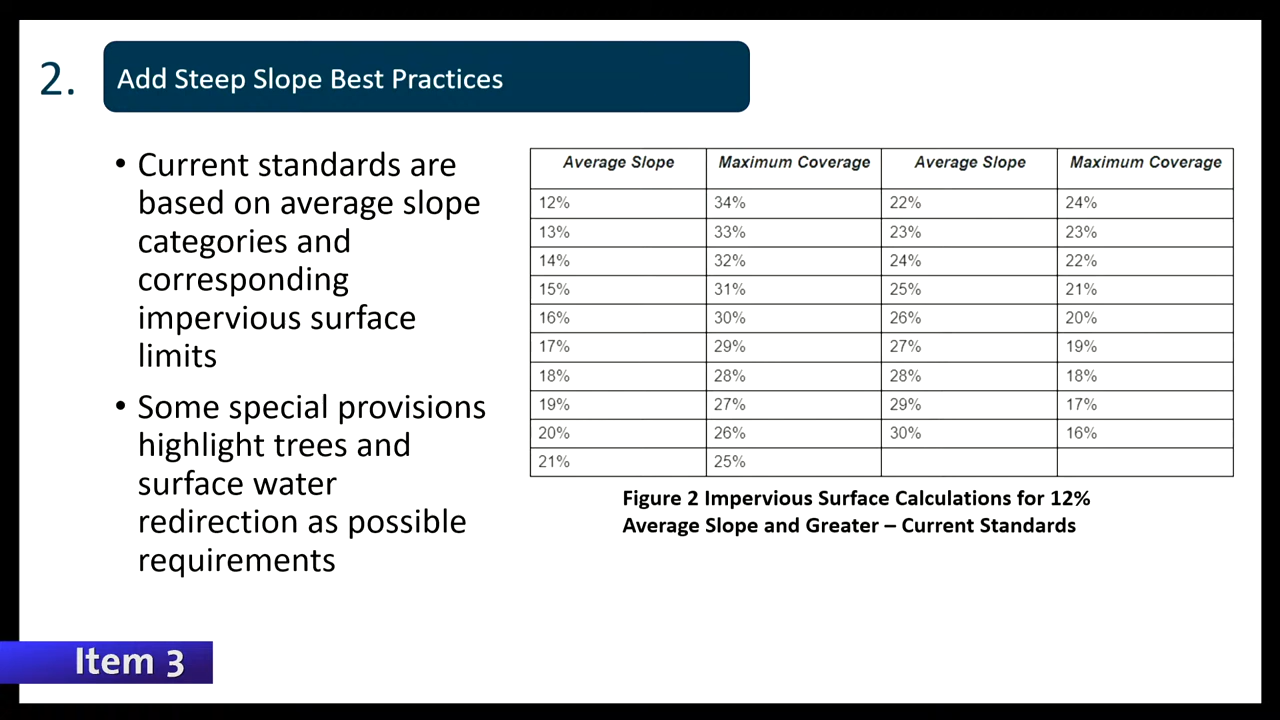 2.
Add Steep Slope Best Practices
• Current standards are
based on average slope
categories and
corresponding
impervious surface
limits
• Some special provisions
highlight trees and
surface water
redirection as possible
requirements
Average Slope Maximum Coverage Average Slope Maximum Coverage
12% 34% 22% 24%
13% 33% 23% 23%
14% 32% 24% 22%
15% 31% 25% 21%
16% 30% 26% 20%
17% 29% 27% 19%
18% 28% 28% 18%
19% 27% 29% 17%
20% 26% 30% 16%
21% 25%
Figure 2 Impervious Surface Calculations for 12%
Average Slope and Greater – Current Standards
Item 3